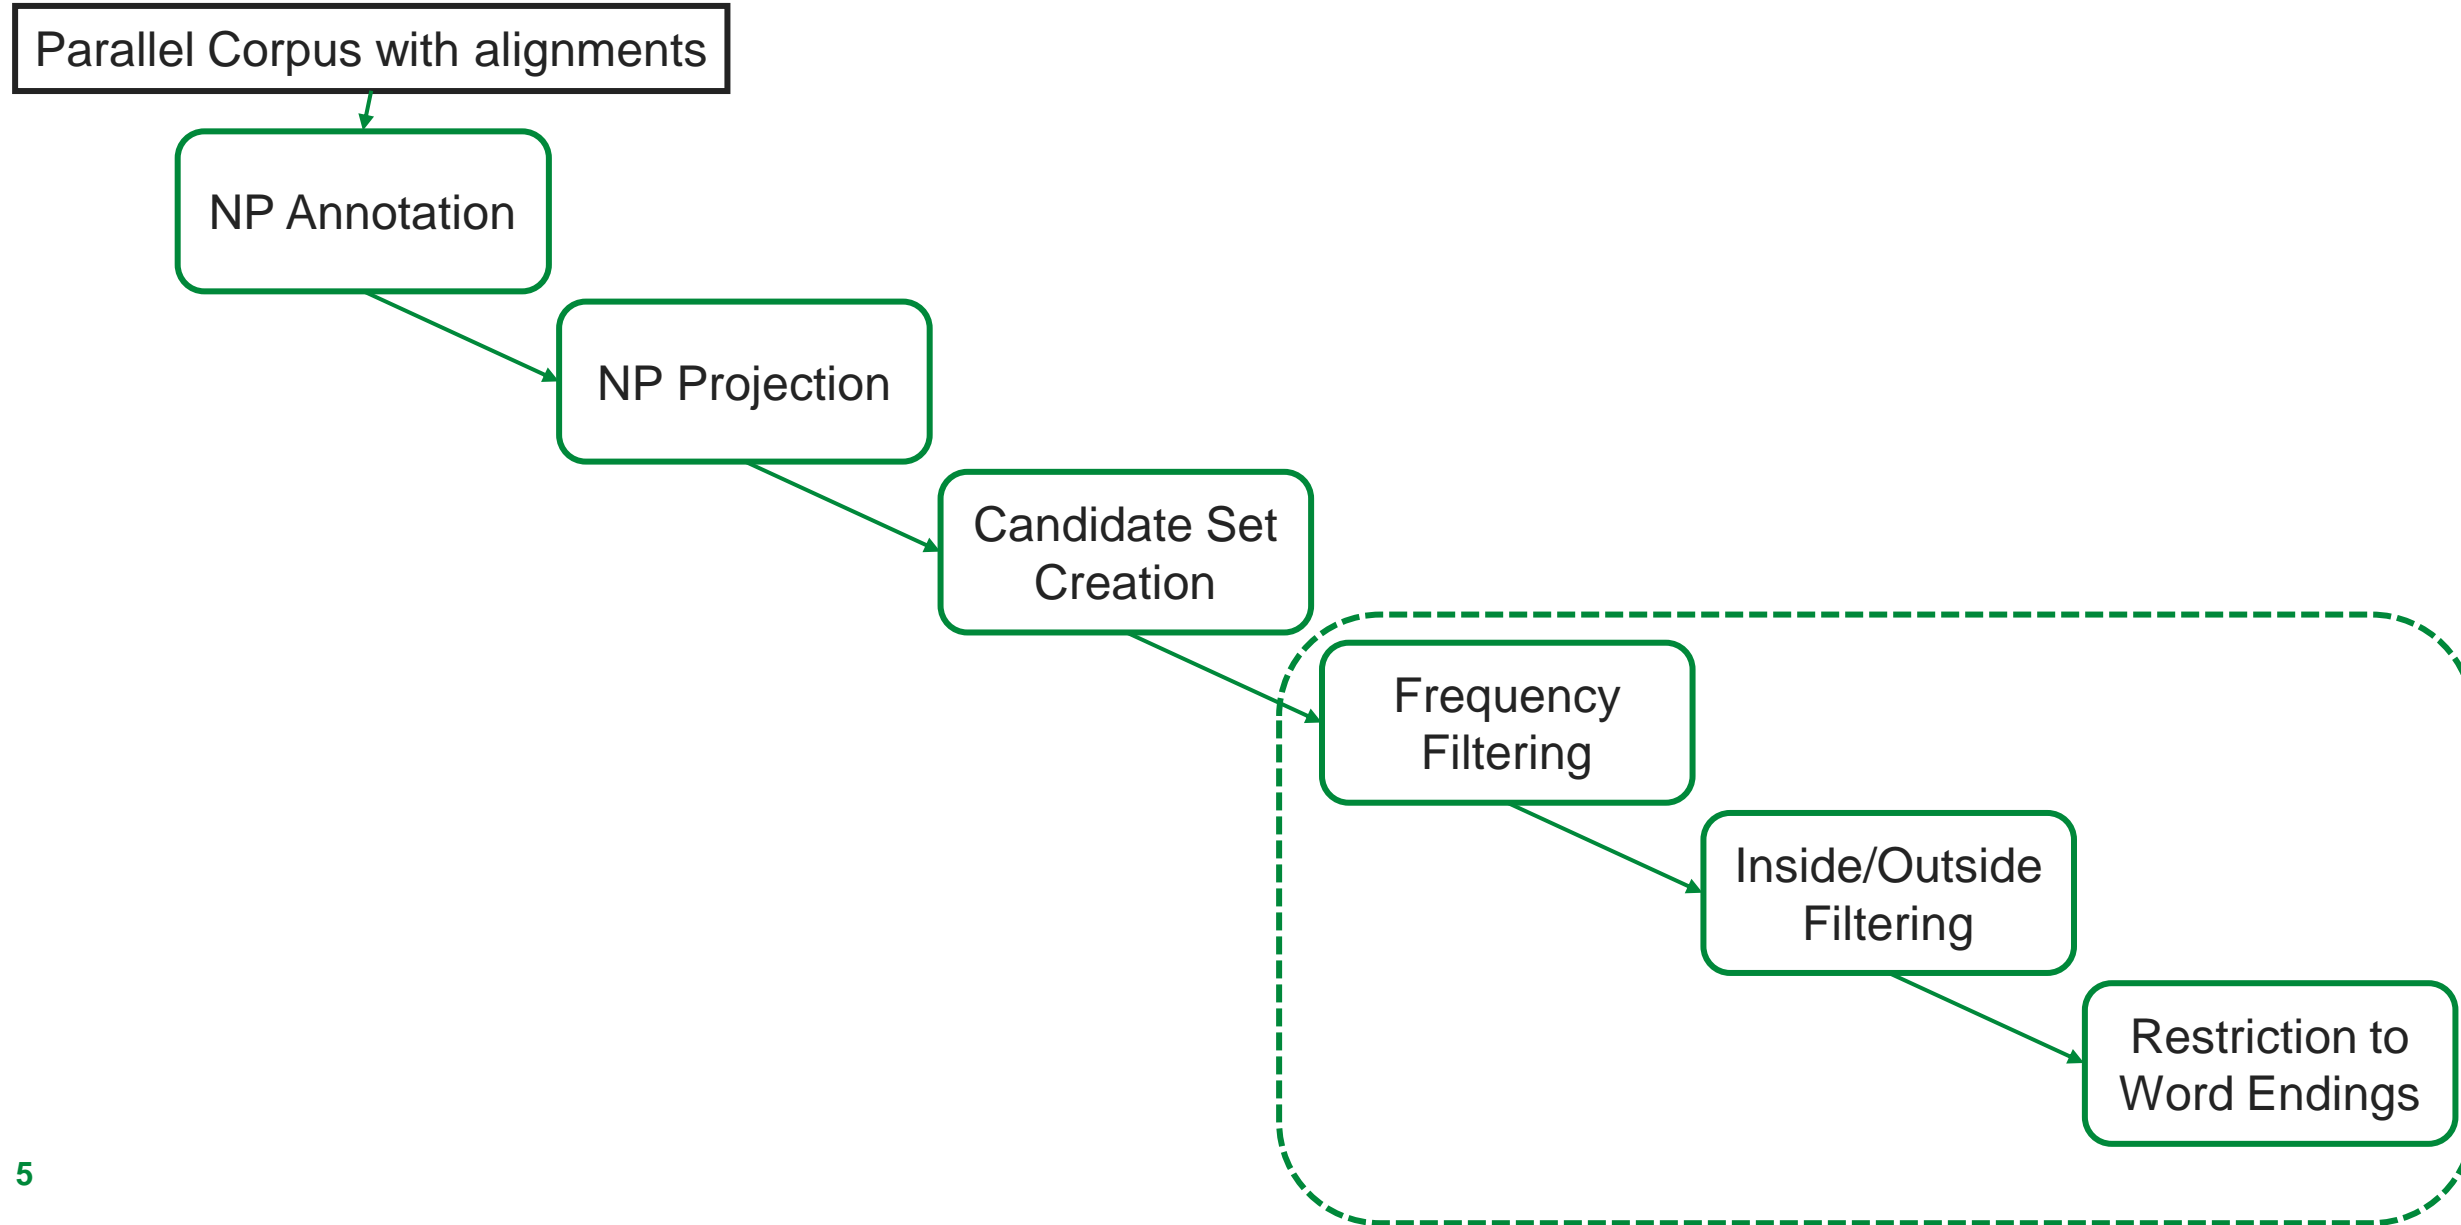 Parallel Corpus with alignments
NP Annotation
NP Projection
Candidate Set
Creation
Frequency
Filtering
Inside/Outside
Filtering
Restriction to
Word Endings
5